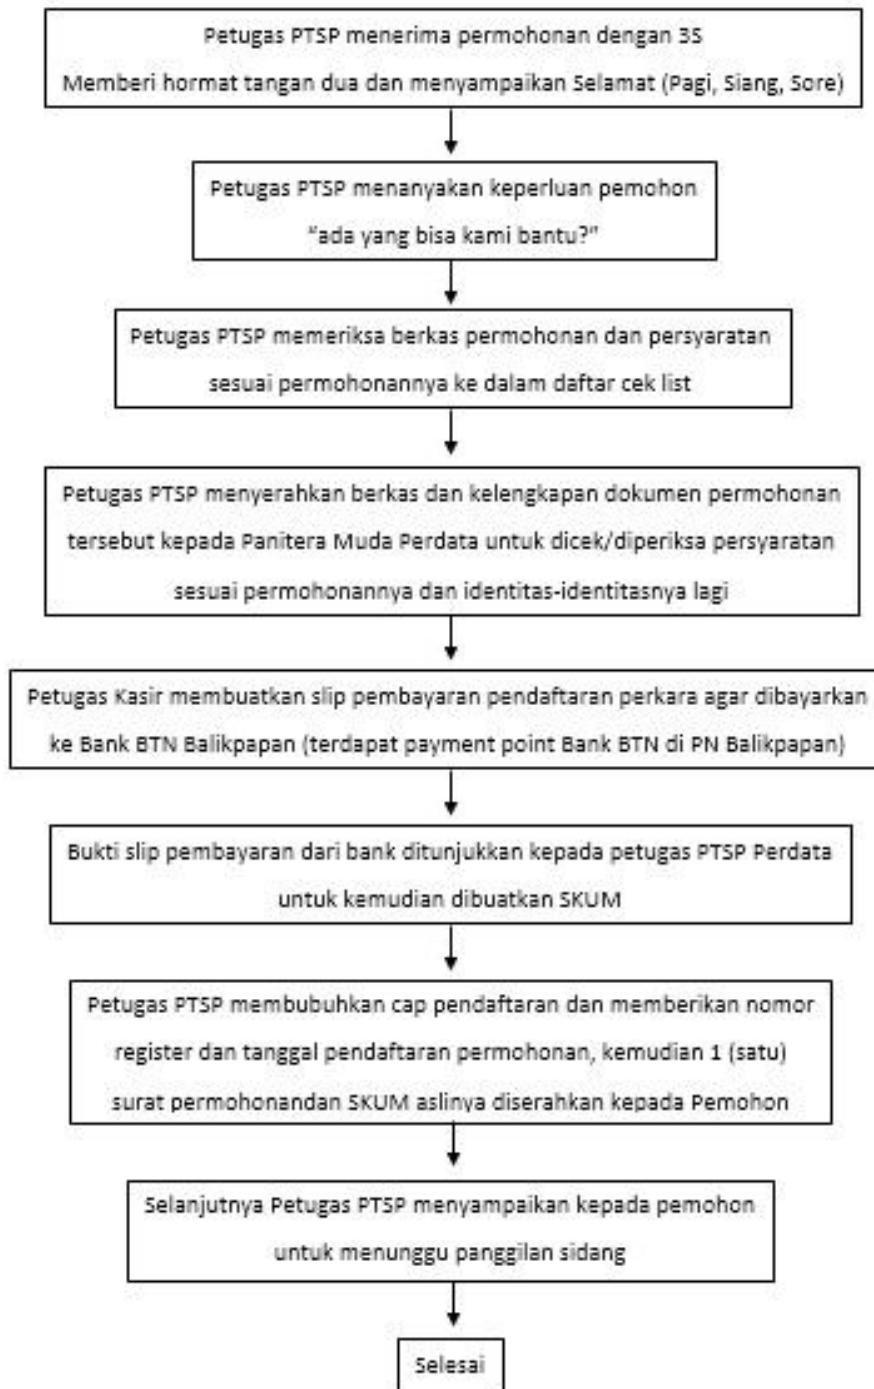 Petugas PTSP menerima permohonan dengan 3S
Memberi hormat tangan dua dan menyampaikan Selamat (Pagi, Siang, Sore)
Petugas PTSP menanyakan keperluan pemohon
“ada yang bisa kami bantu?”
Petugas PTSP memeriksa berkas permohonan dan persyaratan
sesuai permohonannya ke dalam daftar cek list
Petugas PTSP menyerahkan berkas dan kelengkapan dokumen permohonan
tersebut kepada Panitera Muda Perdata untuk dicek/diperiksa persyaratan
sesuai permohonannya dan identitas-identitasnya lagi
Petugas Kasir membuatkan slip pembayaran pendaftaran perkara agar dibayarkan
ke Bank BTN Balikpapan (terdapat payment point Bank BTN di PN Balikpapan)
Bukti slip pembayaran dari bank ditunjukkan kepada petugas PTSP Perdata
untuk kemudian dibuatkan SKUM
Petugas PTSP membubuhkan cap pendaftaran dan memberikan nomor
register dan tanggal pendaftaran permohonan, kemudian 1 (satu)
surat permohonandan SKUM aslinya diserahkan kepada Pemohon
Selanjutnya Petugas PTSP menyampaikan kepada pemohon
untuk menunggu panggilan sidang
Selesai